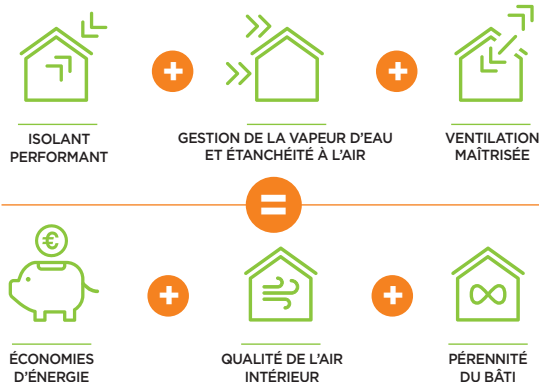 +
+
ISOLANT
PERFORMANT
GESTION DE LA VAPEUR D'EAU
ET ÉTANCHÉITÉ À L'AIR
VENTILATION
MAÎTRISÉE
=
€
+
+
ÉCONOMIES
D'ÉNERGIE
QUALITÉ DE L'AIR
INTÉRIEUR
PÉRENNITÉ
DU BÂTI